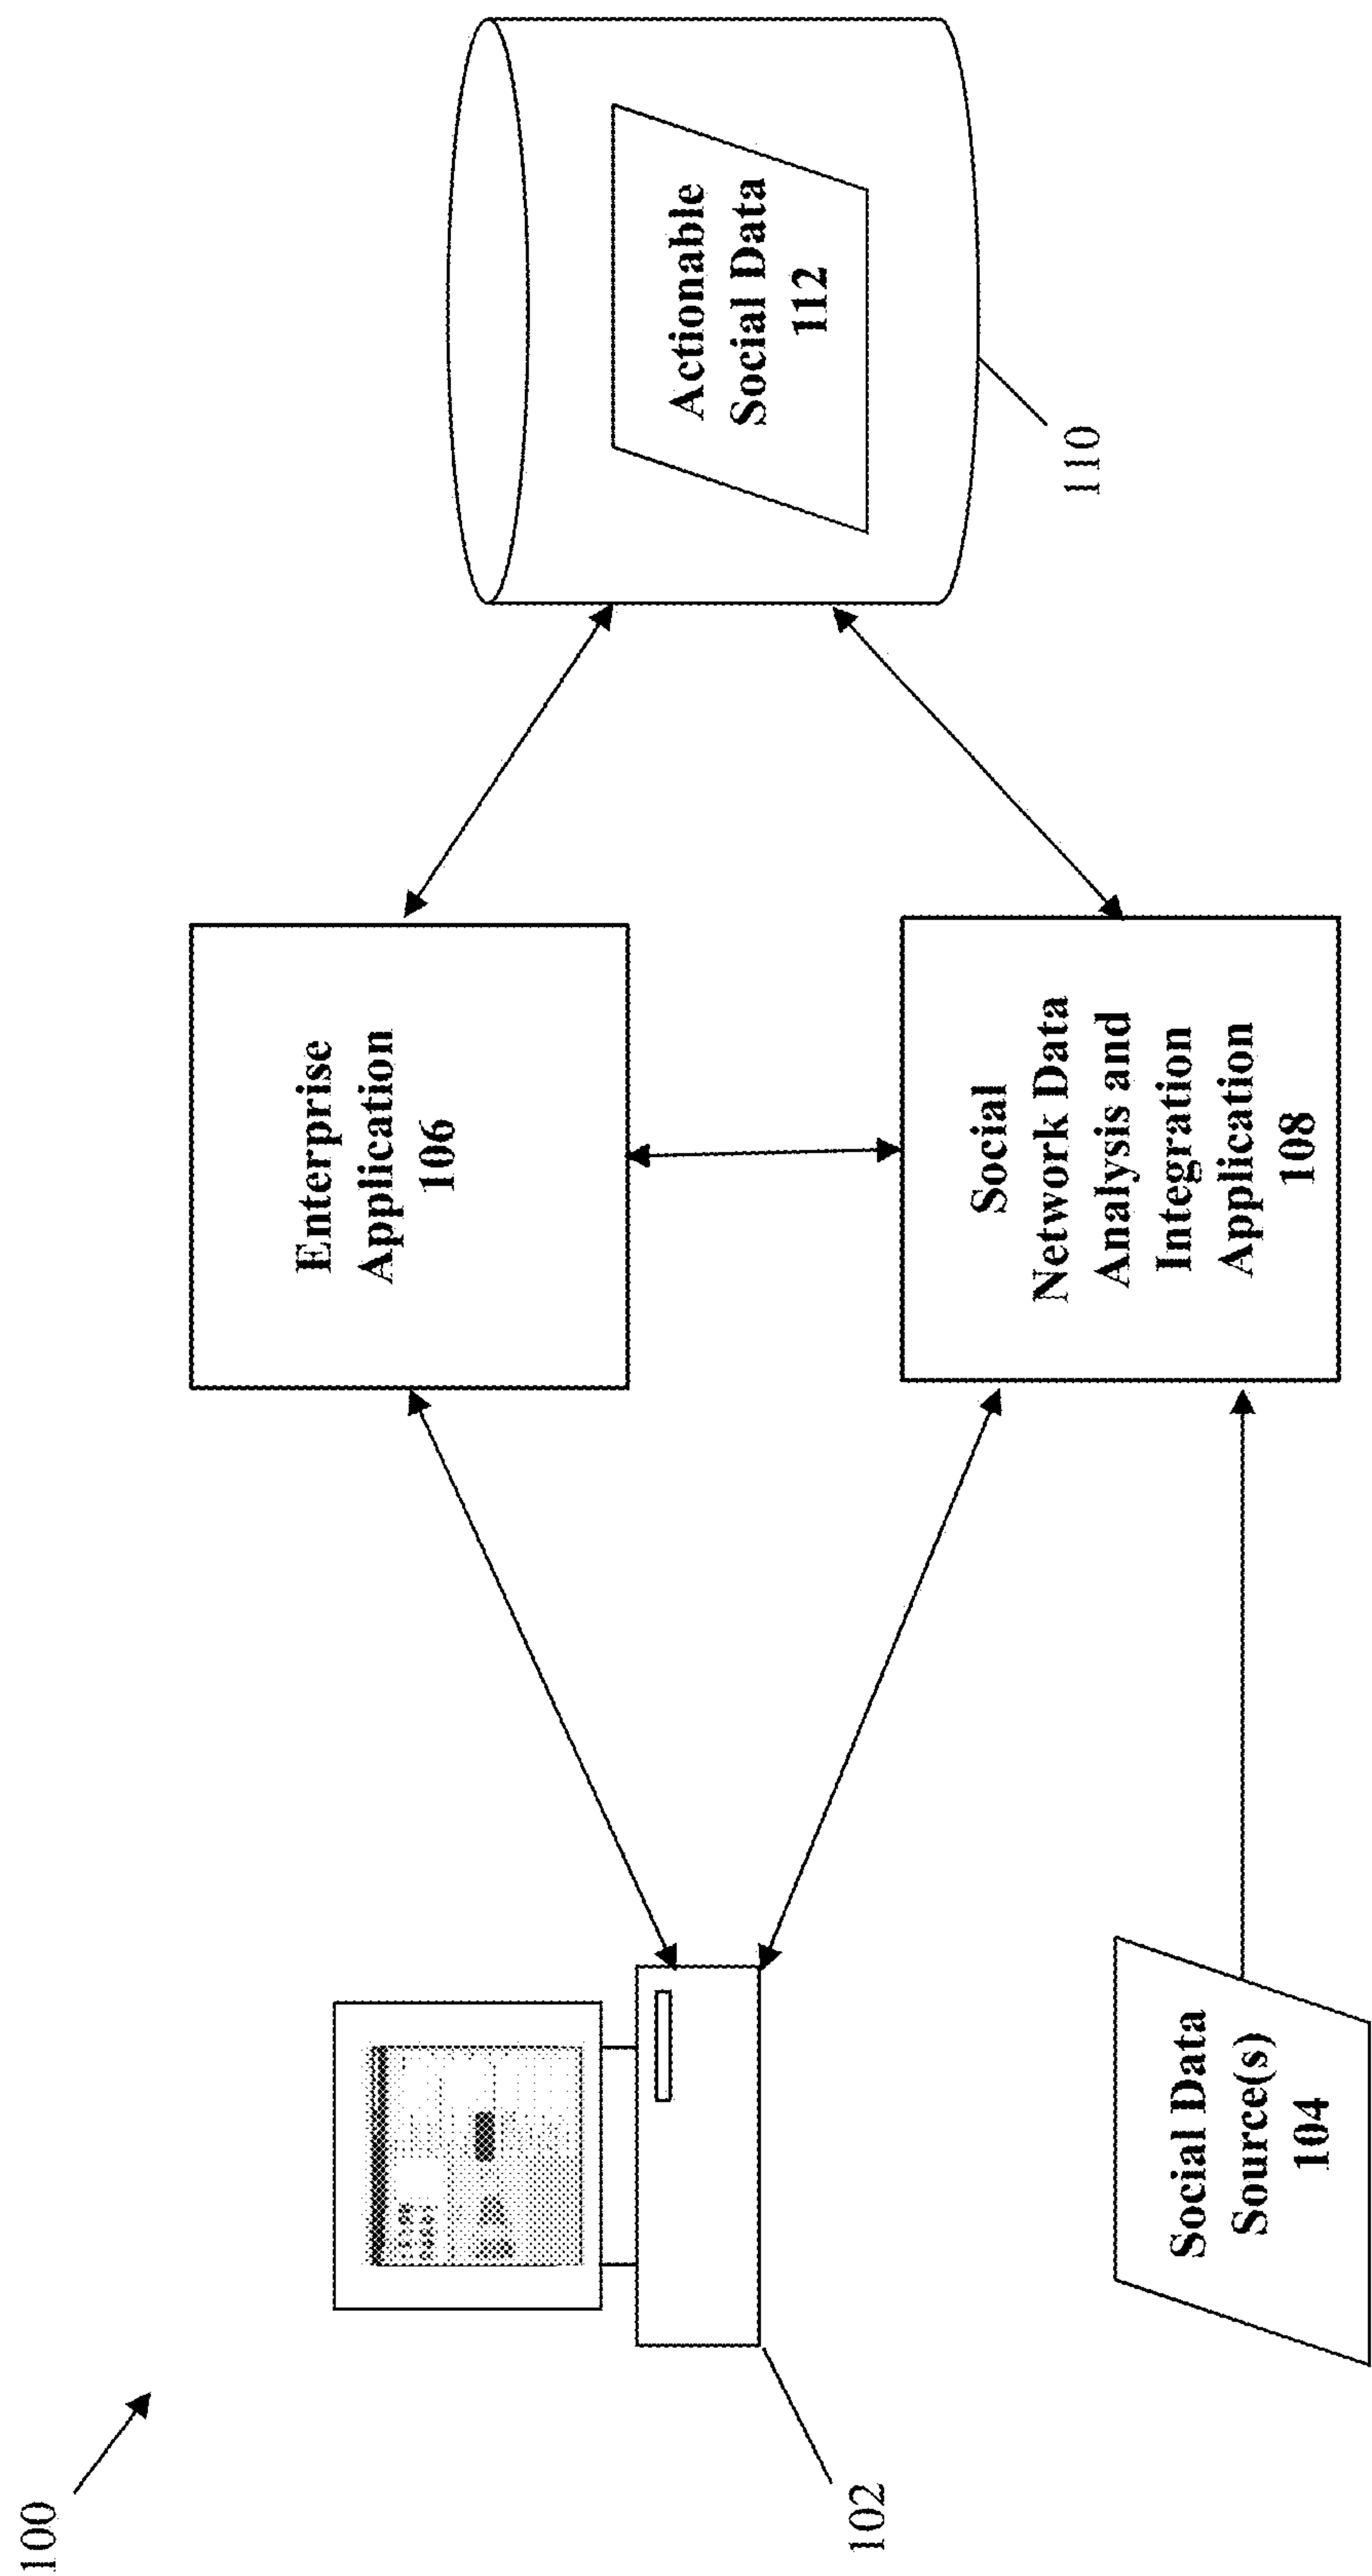 100
102
Enterprise
Application
106
Social
Network Data
Analysis and
Integration
Application
108
Social Data
Source(s)
104
Actionable
Social Data
112
110